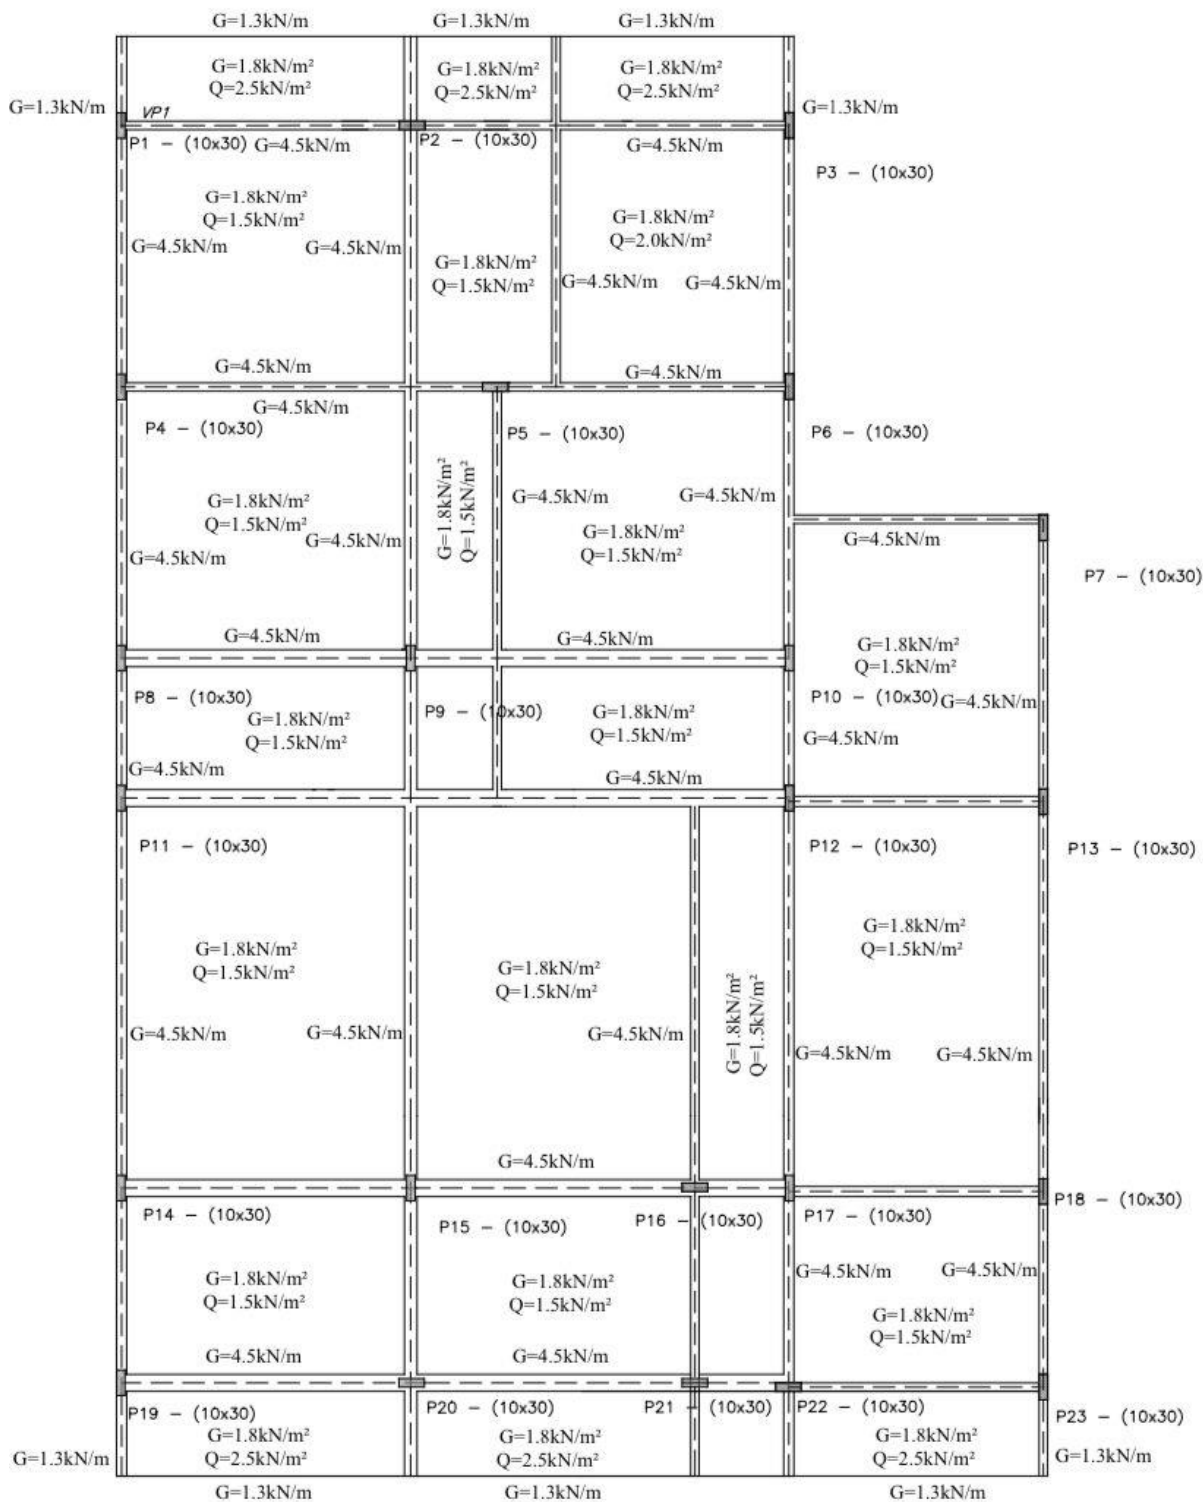 G=1.3kN/m
G=1.3kN/m
G=1.3kN/m
G=1.8kN/m²
Q=2.5kN/m²
G=1.8kN/m²
Q=2.5kN/m²
G=1.8kN/m²
Q=2.5kN/m²
G=1.3kN/m
VP1
G=1.3kN/m
P1 – (10x30)
G=4.5kN/m
P2 – (10x30)
G=4.5kN/m
P3 – (10x30)
G=1.8kN/m²
Q=1.5kN/m²
G=1.8kN/m²
Q=2.0kN/m²
G=4.5kN/m
G=4.5kN/m
G=1.8kN/m²
Q=1.5kN/m²
G=4.5kN/m
G=4.5kN/m
G=4.5kN/m
G=4.5kN/m
G=4.5kN/m
P4 – (10x30)
P5 – (10x30)
P6 – (10x30)
G=1.8kN/m²
Q=1.5kN/m²
G=1.8kN/m²
Q=1.5kN/m²
G=4.5kN/m
G=4.5kN/m
G=4.5kN/m
G=1.8kN/m²
Q=1.5kN/m²
G=4.5kN/m
G=4.5kN/m
P7 – (10x30)
G=4.5kN/m
G=4.5kN/m
G=1.8kN/m²
Q=1.5kN/m²
P8 – (10x30)
P9 – (10x30)
P10 – (10x30)
G=4.5kN/m
G=1.8kN/m²
Q=1.5kN/m²
G=1.8kN/m²
Q=1.5kN/m²
G=4.5kN/m
G=4.5kN/m
G=4.5kN/m
P11 – (10x30)
P12 – (10x30)
P13 – (10x30)
G=1.8kN/m²
Q=1.5kN/m²
G=1.8kN/m²
Q=1.5kN/m²
G=1.8kN/m²
Q=1.5kN/m²
G=1.8kN/m²
Q=1.5kN/m²
G=4.5kN/m
G=4.5kN/m
G=4.5kN/m
G=4.5kN/m
G=4.5kN/m
G=4.5kN/m
P14 – (10x30)
P15 – (10x30)
P16 – (10x30)
P17 – (10x30)
P18 – (10x30)
G=1.8kN/m²
Q=1.5kN/m²
G=1.8kN/m²
Q=1.5kN/m²
G=4.5kN/m
G=4.5kN/m
G=1.8kN/m²
Q=1.5kN/m²
G=4.5kN/m
G=4.5kN/m
P19 – (10x30)
P20 – (10x30)
P21 – (10x30)
P22 – (10x30)
P23 – (10x30)
G=1.8kN/m²
Q=2.5kN/m²
G=1.8kN/m²
Q=2.5kN/m²
G=1.8kN/m²
Q=2.5kN/m²
G=1.3kN/m
G=1.3kN/m
G=1.3kN/m
G=1.3kN/m
G=1.3kN/m